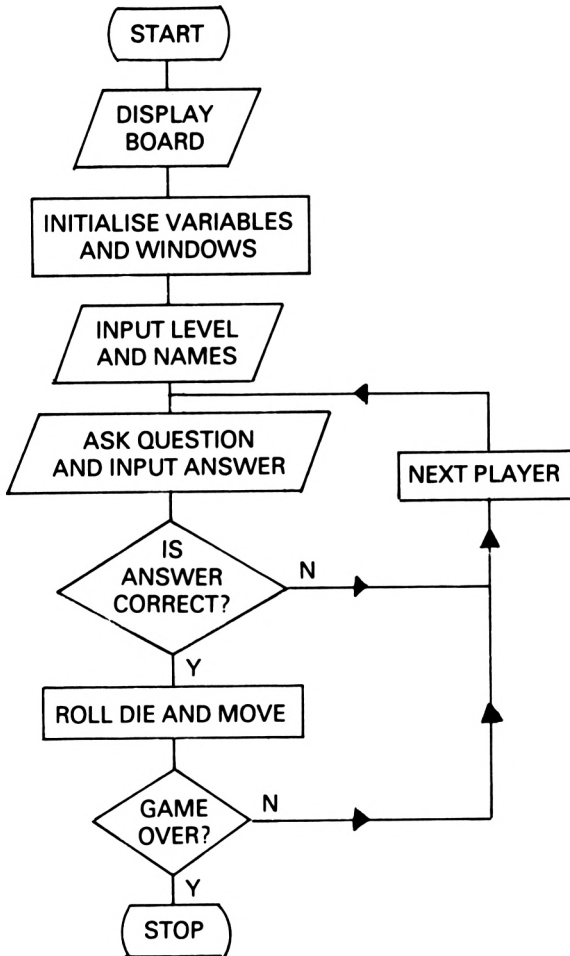 START
DISPLAY
BOARD
INITIALISE VARIABLES
AND WINDOWS
INPUT LEVEL
AND NAMES
ASK QUESTION
AND INPUT ANSWER
NEXT PLAYER
IS
ANSWER
CORRECT?
N
Y
ROLL DIE AND MOVE
GAME
OVER?
N
Y
STOP